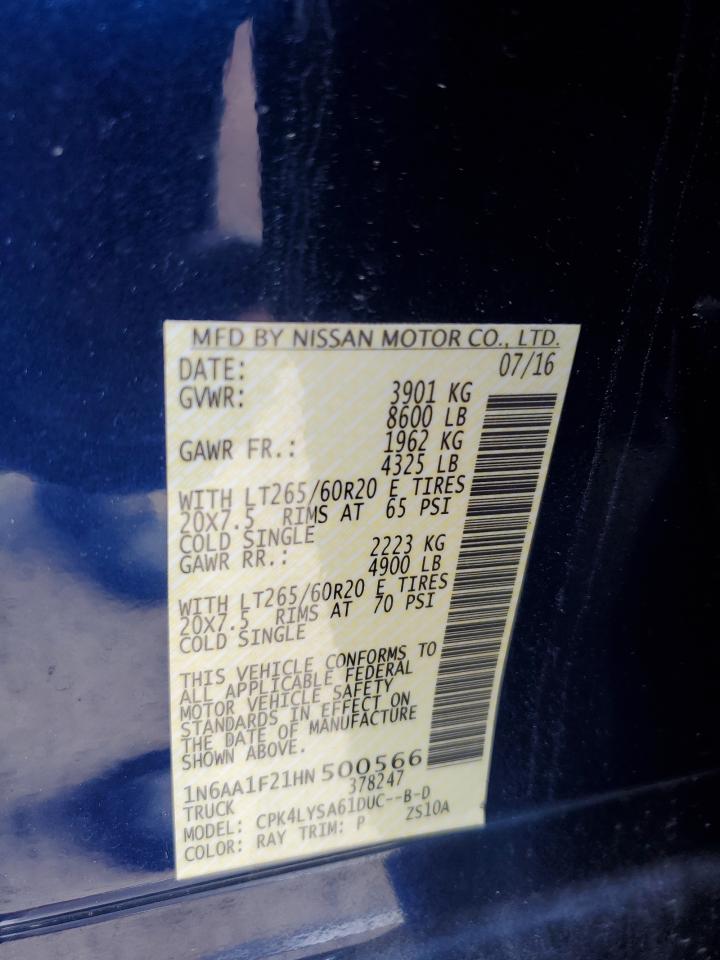 MFD BY NISSAN MOTOR CO., LTD.
DATE: 07/16
GVWR: 3901 KG
8600 LB
GAWR FR.: 1962 KG
4325 LB
WITH LT265/60R20 E TIRES
20X7.5 RIMS AT 65 PSI
COLD SINGLE
GAWR RR.: 2223 KG
4900 LB
WITH LT265/60R20 E TIRES
20X7.5 RIMS AT 70 PSI
COLD SINGLE
THIS VEHICLE CONFORMS TO
ALL APPLICABLE FEDERAL
MOTOR VEHICLE SAFETY
STANDARDS IN EFFECT ON
THE DATE OF MANUFACTURE
SHOWN ABOVE.
1N6AA1F21HN 500566
TRUCK 378247
MODEL: CPK4LYSA61DUC--B-D
COLOR: RAY TRIM: P ZS10A